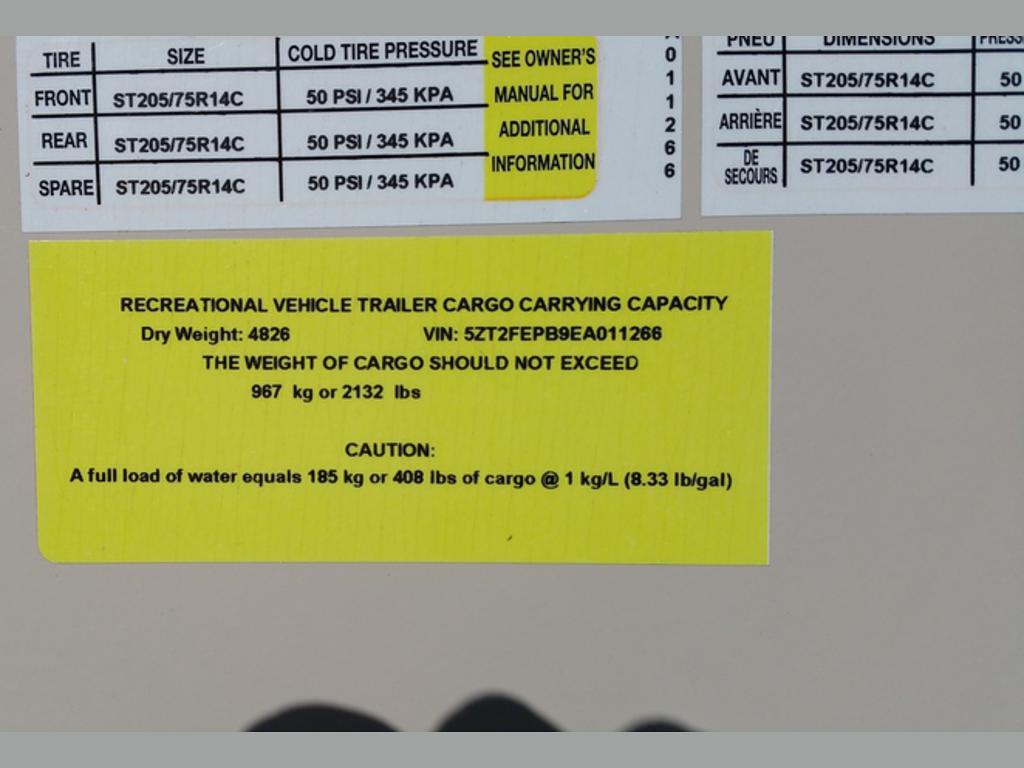 TIRE SIZE COLD TIRE PRESSURE SEE OWNER'S
FRONT ST205/75R14C 50 PSI / 345 KPA MANUAL FOR
REAR ST205/75R14C 50 PSI / 345 KPA ADDITIONAL
SPARE ST205/75R14C 50 PSI / 345 KPA INFORMATION
0
1
1
2
6
6
PNEU DIMENSIONS
AVANT ST205/75R14C 50
ARRIÈRE ST205/75R14C 50
DE
SECOURS ST205/75R14C 50
RECREATIONAL VEHICLE TRAILER CARGO CARRYING CAPACITY
Dry Weight: 4826 VIN: 5ZT2FEPB9EA011266
THE WEIGHT OF CARGO SHOULD NOT EXCEED
967 kg or 2132 lbs
CAUTION:
A full load of water equals 185 kg or 408 lbs of cargo @ 1 kg/L (8.33 lb/gal)